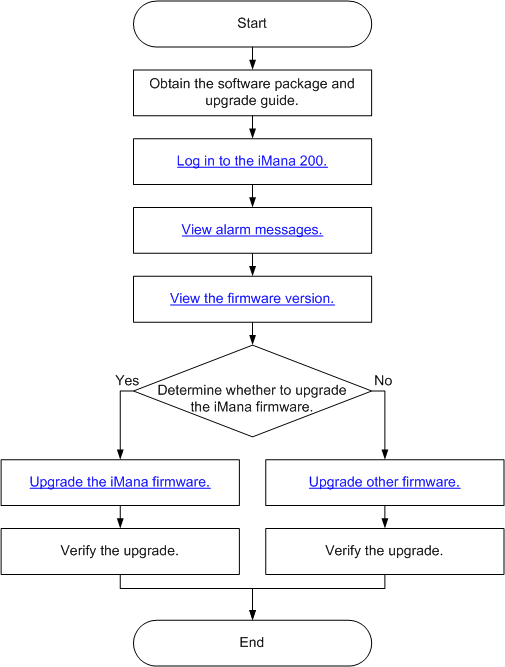 Start
Obtain the software package and
upgrade guide.
Log in to the iMana 200.
View alarm messages.
View the firmware version.
Yes
No
Determine whether to upgrade
the iMana firmware.
Upgrade the iMana firmware.
Upgrade other firmware.
Verify the upgrade.
Verify the upgrade.
End